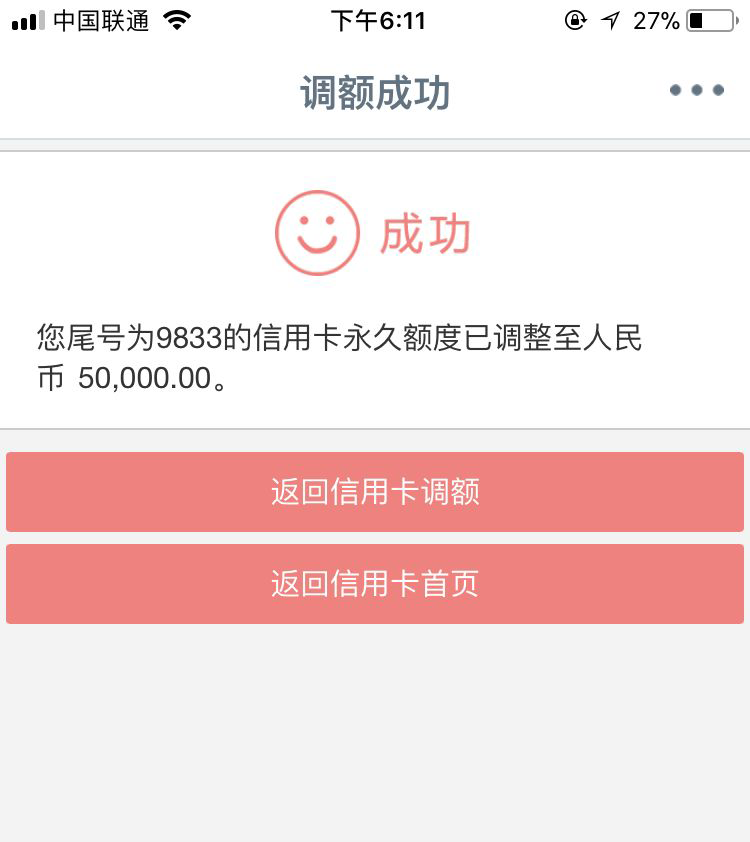 中国联通 下午6:11 27%
调额成功
成功
您尾号为9833的信用卡永久额度已调整至人民
币 50,000.00。
返回信用卡调额
返回信用卡首页